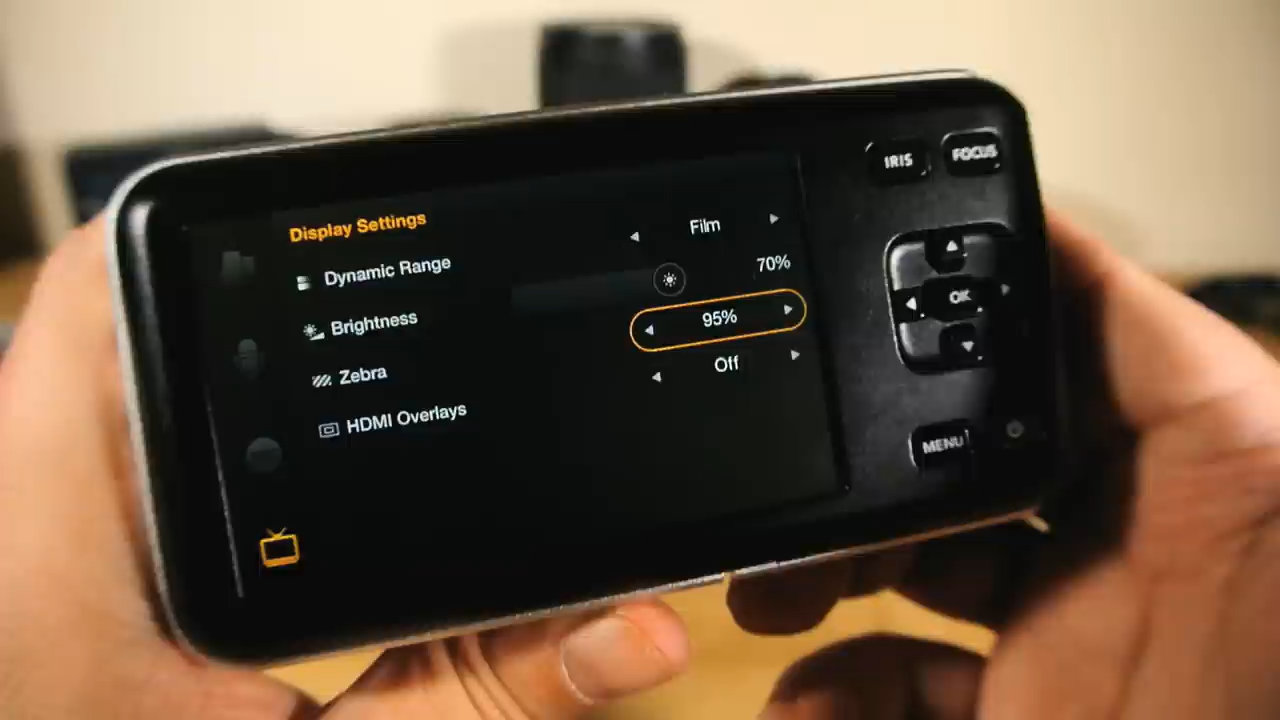 Display Settings
Dynamic Range
Film
Brightness
70%
Zebra
95%
HDMI Overlays
Off
IRIS
FOCUS
OK
MENU